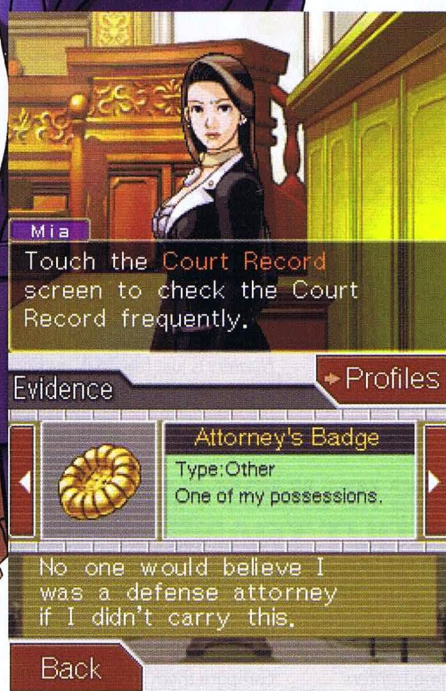 Mia
Touch the Court Record
screen to check the Court
Record frequently.
Evidence
Profiles
Attorney's Badge
Type:Other
One of my possessions.
No one would believe I
was a defense attorney
if I didn't carry this.
Back